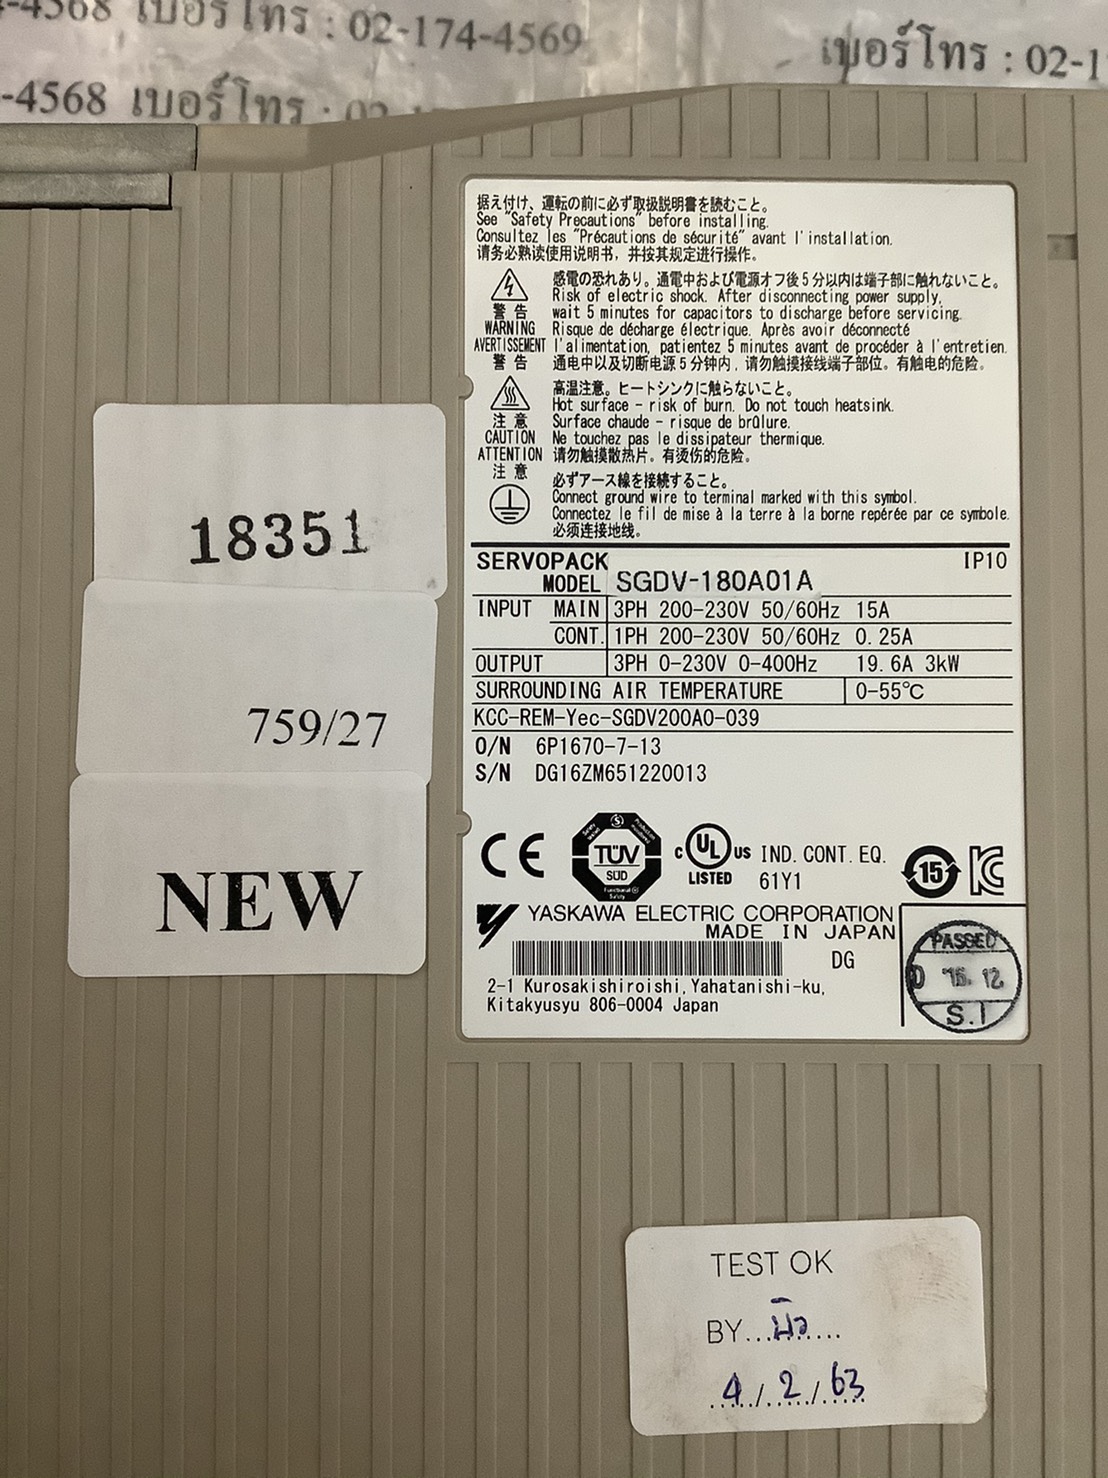 -4568 เบอร์โทร : 02-174-4569
เบอร์โทร : 02-1
-4568 เบอร์โทร : 02-1
据え付け、運転の前に必ず取扱説明書を読むこと。
See "Safety Precautions" before installing.
Consultez les "Précautions de sécurité" avant l'installation.
请务必熟读使用说明书，并按其规定进行操作。
感電の恐れあり。通電中および電源オフ後5分以内は端子部に触れないこと。
Risk of electric shock. After disconnecting power supply,
警告 wait 5 minutes for capacitors to discharge before servicing.
WARNING Risque de décharge électrique. Après avoir déconnecté
AVERTISSEMENT l'alimentation, patientez 5 minutes avant de procéder à l'entretien.
警告 通电中以及切断电源5分钟内，请勿触摸接线端子部位。有触电的危险。
高温注意。ヒートシンクに触らないこと。
Hot surface - risk of burn. Do not touch heatsink.
注意 Surface chaude - risque de brûlure.
CAUTION Ne touchez pas le dissipateur thermique.
ATTENTION 请勿触摸散热片。有烫伤的危险。
注意
必ずアース線を接続すること。
Connect ground wire to terminal marked with this symbol.
Connectez le fil de mise à la terre à la borne repérée par ce symbole.
必须连接地线。
18351
759/27
NEW
SERVOPACK IP10
MODEL SGDV-180A01A
INPUT MAIN 3PH 200-230V 50/60Hz 15A
CONT. 1PH 200-230V 50/60Hz 0.25A
OUTPUT 3PH 0-230V 0-400Hz 19.6A 3kW
SURROUNDING AIR TEMPERATURE 0-55℃
KCC-REM-Yec-SGDV200A0-039
O/N 6P1670-7-13
S/N DG16ZM651220013
CE TÜV SÜD Functional Safety c UL us LISTED IND. CONT. EQ. 61Y1 15 KC
YASKAWA ELECTRIC CORPORATION
MADE IN JAPAN
DG
2-1 Kurosakishiroishi, Yahatanishi-ku,
Kitakyusyu 806-0004 Japan
PASSED
12
S.I
TEST OK
BY...บิว......
4/2/63